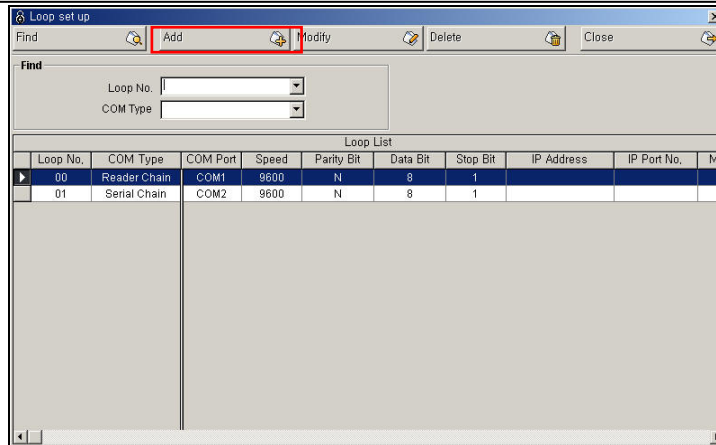 Loop set up
Find Add Modify Delete Close
Find
Loop No.
COM Type
Loop List
Loop No. COM Type COM Port Speed Parity Bit Data Bit Stop Bit IP Address IP Port No. M
00 Reader Chain COM1 9600 N 8 1
01 Serial Chain COM2 9600 N 8 1